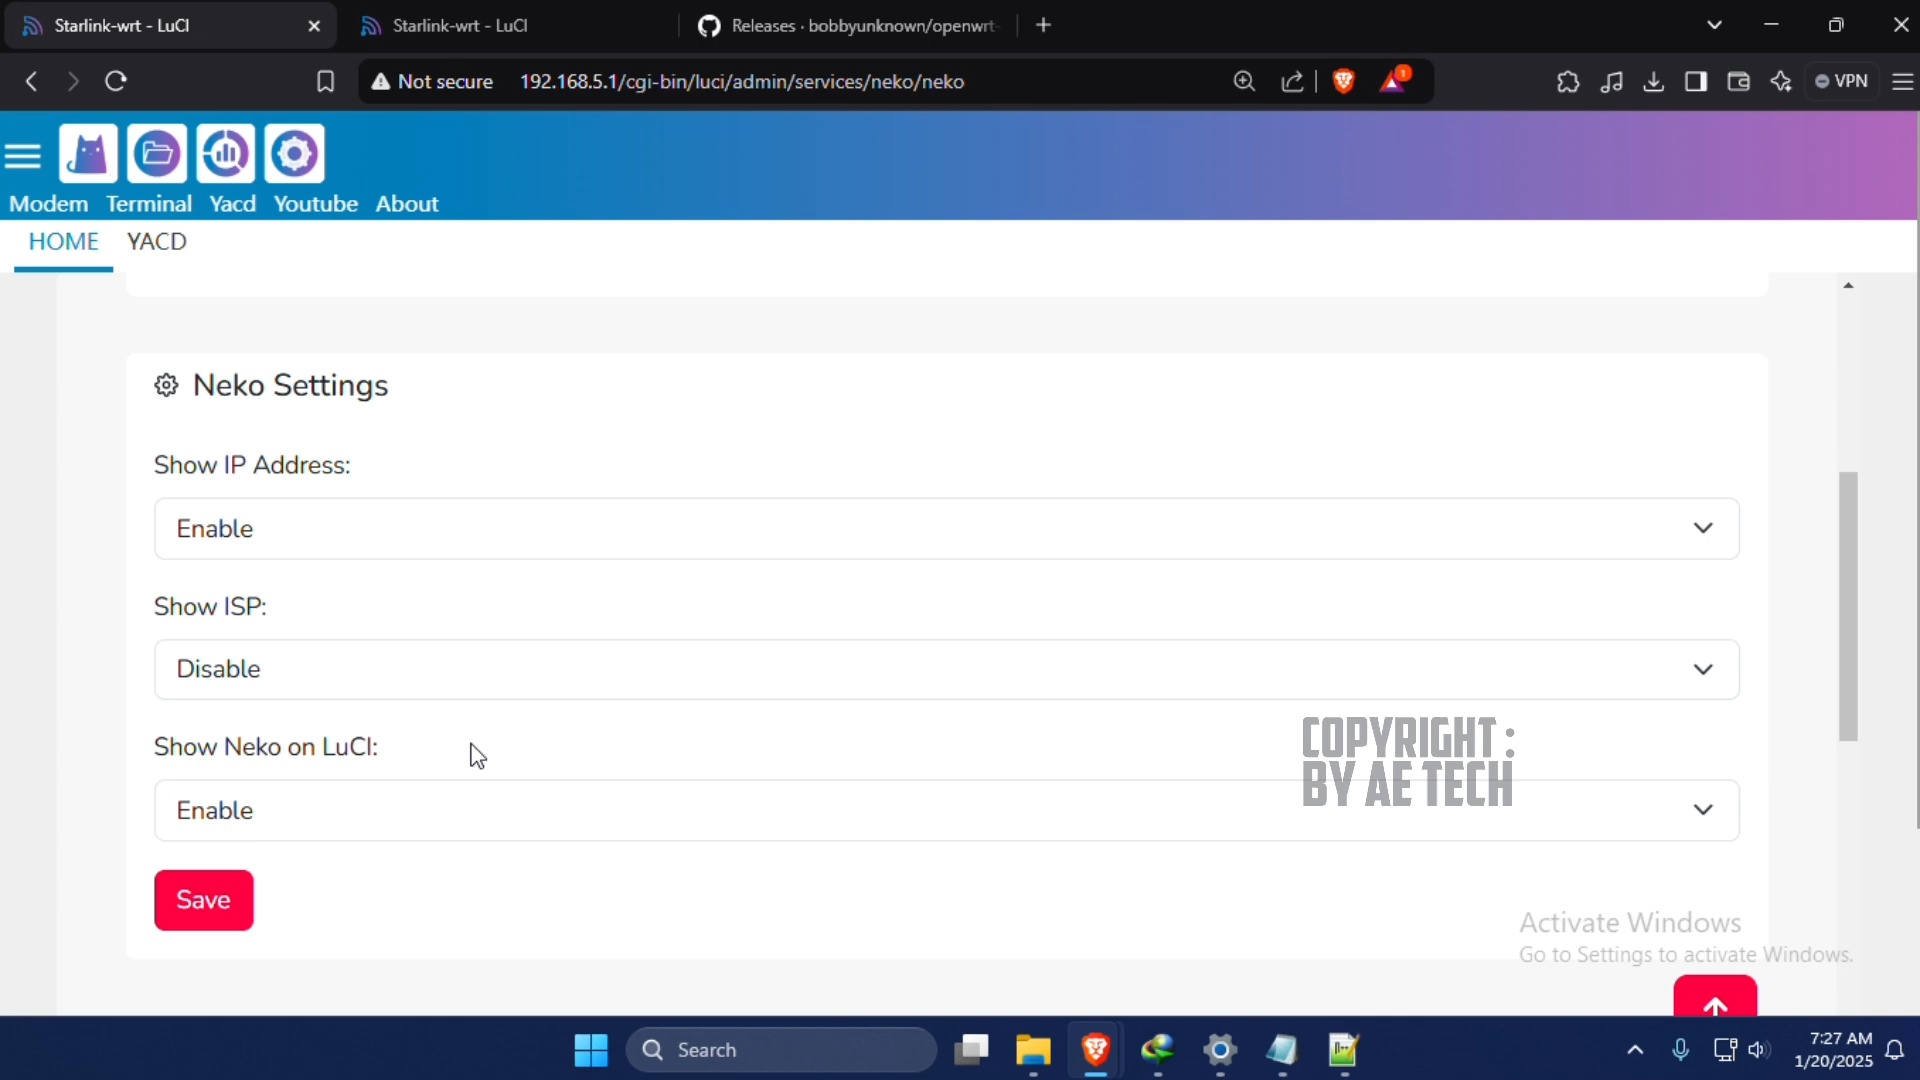 Starlink-wrt - LuCI
Starlink-wrt - LuCI
Releases · bobbyunknown/openwrt-
Not secure
192.168.5.1/cgi-bin/luci/admin/services/neko/neko
1
VPN
Modem
Terminal
Yacd
Youtube
About
HOME
YACD
Neko Settings
Show IP Address:
Enable
Show ISP:
Disable
Show Neko on LuCI:
Enable
COPYRIGHT :
BY AE TECH
Save
Activate Windows
Go to Settings to activate Windows.
Search
7:27 AM
1/20/2025